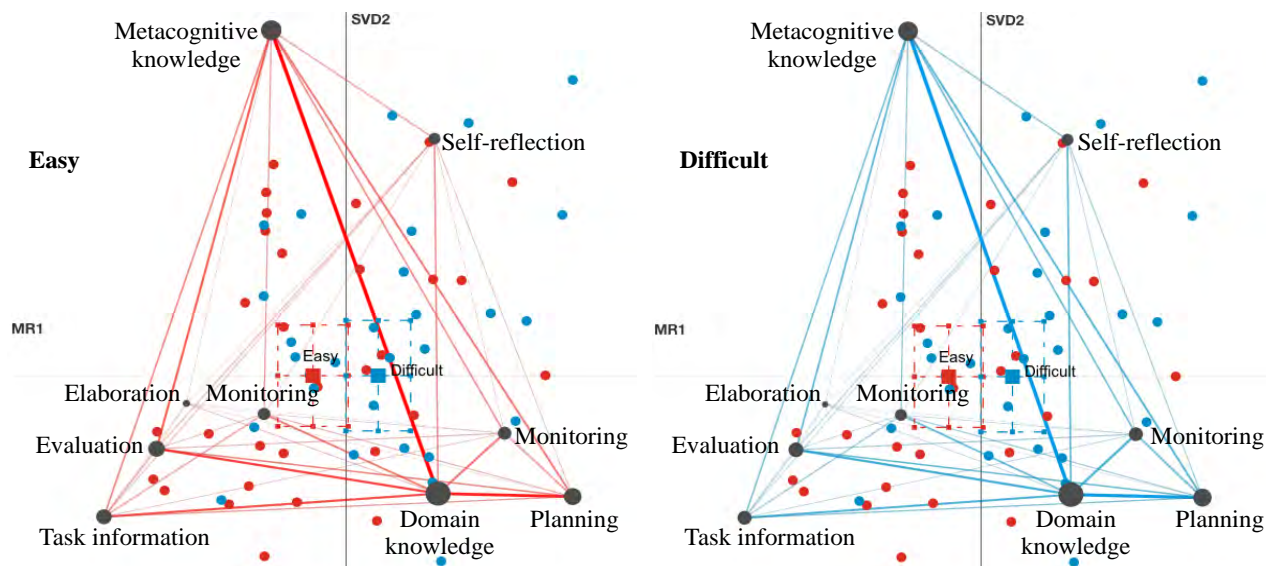 SVD2
Metacognitive
knowledge
Self-reflection
Easy
MR1
Easy
Difficult
Elaboration
Monitoring
g
Evaluation
Monitoring
Task information
Domain
knowledge
Planning
SVD2
Metacognitive
knowledge
Self-reflection
Difficult
MR1
Easy
Difficult
Elaboration
Monitoring
Evaluation
Monitoring
Task information
Domain
knowledge
Planning